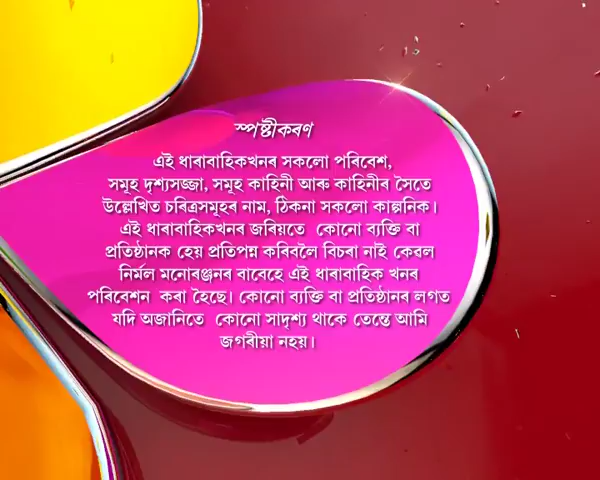 স্পষ্টীকৰণ
এই ধাৰাবাহিকখনৰ সকলো পৰিবেশ,
সমূহ দৃশ্যসজ্জা, সমূহ কাহিনী আৰু কাহিনীৰ সৈতে
উল্লেখিত চৰিত্ৰসমূহৰ নাম, ঠিকনা সকলো কাল্পনিক।
এই ধাৰাবাহিকখনৰ জৰিয়তে কোনো ব্যক্তি বা
প্ৰতিষ্ঠানক হেয় প্ৰতিপন্ন কৰিবলৈ বিচৰা নাই কেৱল
নিৰ্মল মনোৰঞ্জনৰ বাবেহে এই ধাৰাবাহিক খনৰ
পৰিবেশন কৰা হৈছে। কোনো ব্যক্তি বা প্ৰতিষ্ঠানৰ লগত
যদি অজানিতে কোনো সাদৃশ্য থাকে তেন্তে আমি
জগৰীয়া নহয়।